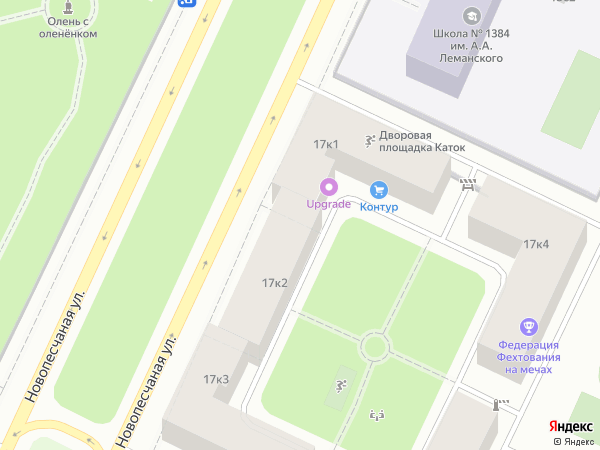 Олень с
оленёнком
Школа № 1384
им. А.А.
Леманского
17к1
Дворовая
площадка Каток
Upgrade
Контур
17к4
17к2
Новопесчаная ул.
Новопесчаная ул.
17к3
Федерация
Фехтования
на мечах
Яндекс
© Яндекс